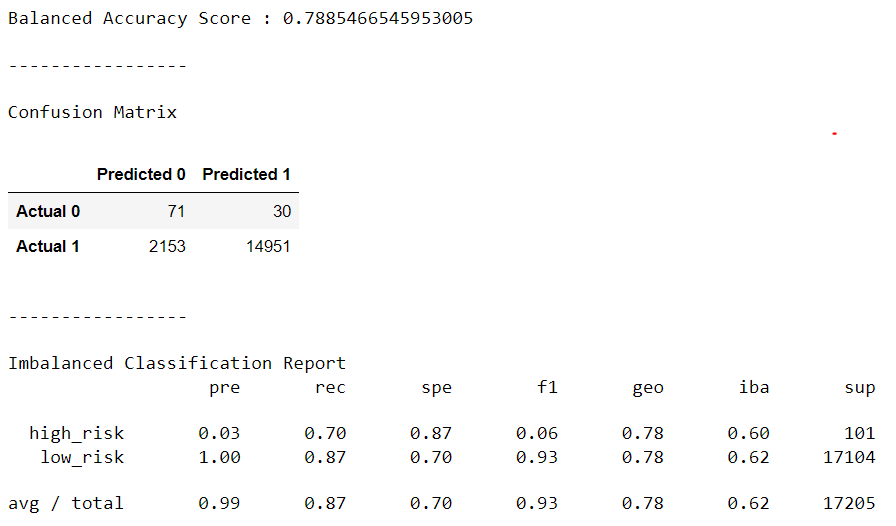 Balanced Accuracy Score : 0.7885466545953005
-----------------
Confusion Matrix
Predicted 0 Predicted 1
Actual 0 71 30
Actual 1 2153 14951
-----------------
Imbalanced Classification Report
pre rec spe f1 geo iba sup
high_risk 0.03 0.70 0.87 0.06 0.78 0.60 101
low_risk 1.00 0.87 0.70 0.93 0.78 0.62 17104
avg / total 0.99 0.87 0.70 0.93 0.78 0.62 17205